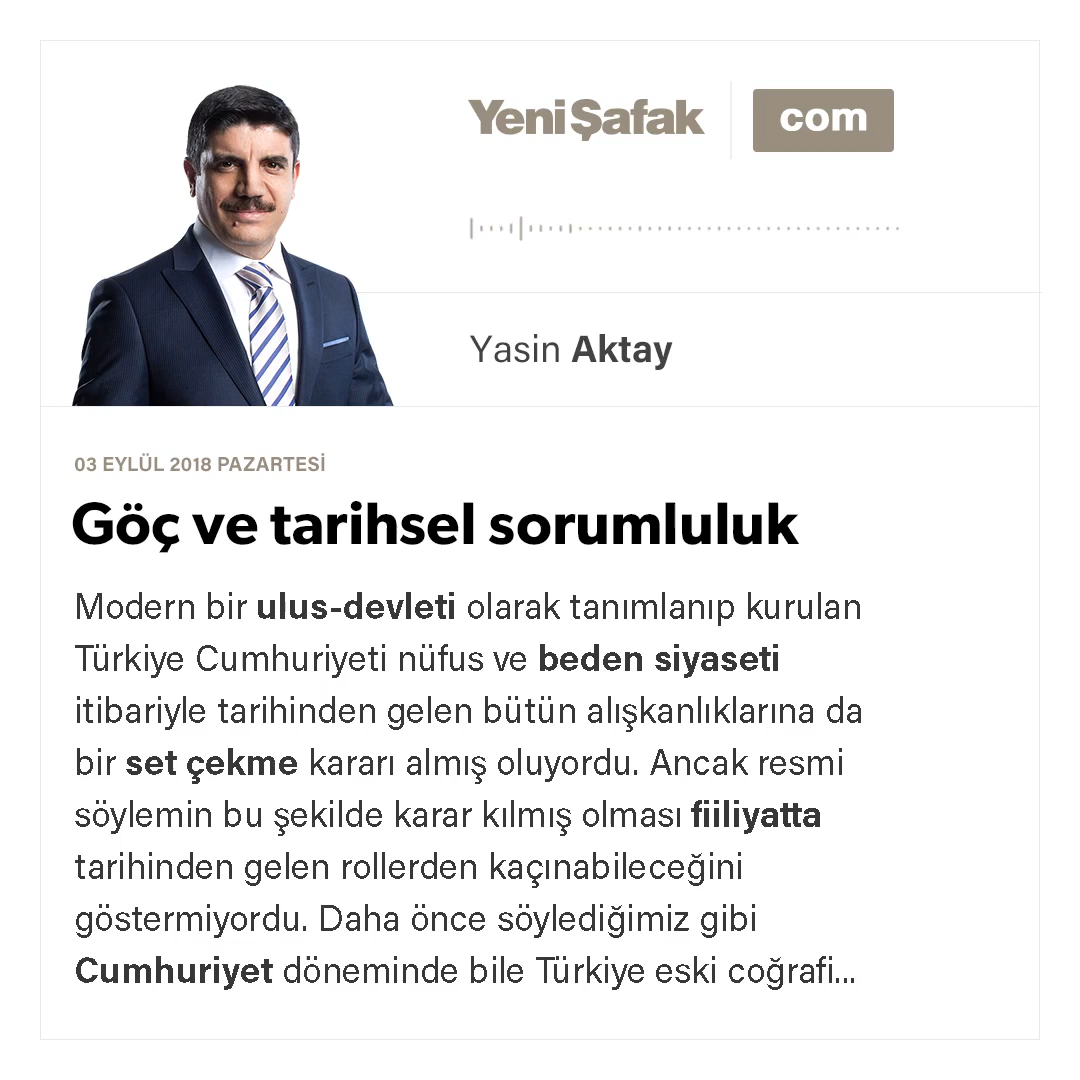 YeniŞafak com
Yasin Aktay
03 EYLÜL 2018 PAZARTESİ
Göç ve tarihsel sorumluluk
Modern bir ulus-devleti olarak tanımlanıp kurulan
Türkiye Cumhuriyeti nüfus ve beden siyaseti
itibariyle tarihinden gelen bütün alışkanlıklarına da
bir set çekme kararı almış oluyordu. Ancak resmi
söylemin bu şekilde karar kılmış olması fiiliyatta
tarihinden gelen rollerden kaçınabileceğini
göstermiyordu. Daha önce söylediğimiz gibi
Cumhuriyet döneminde bile Türkiye eski coğrafi...